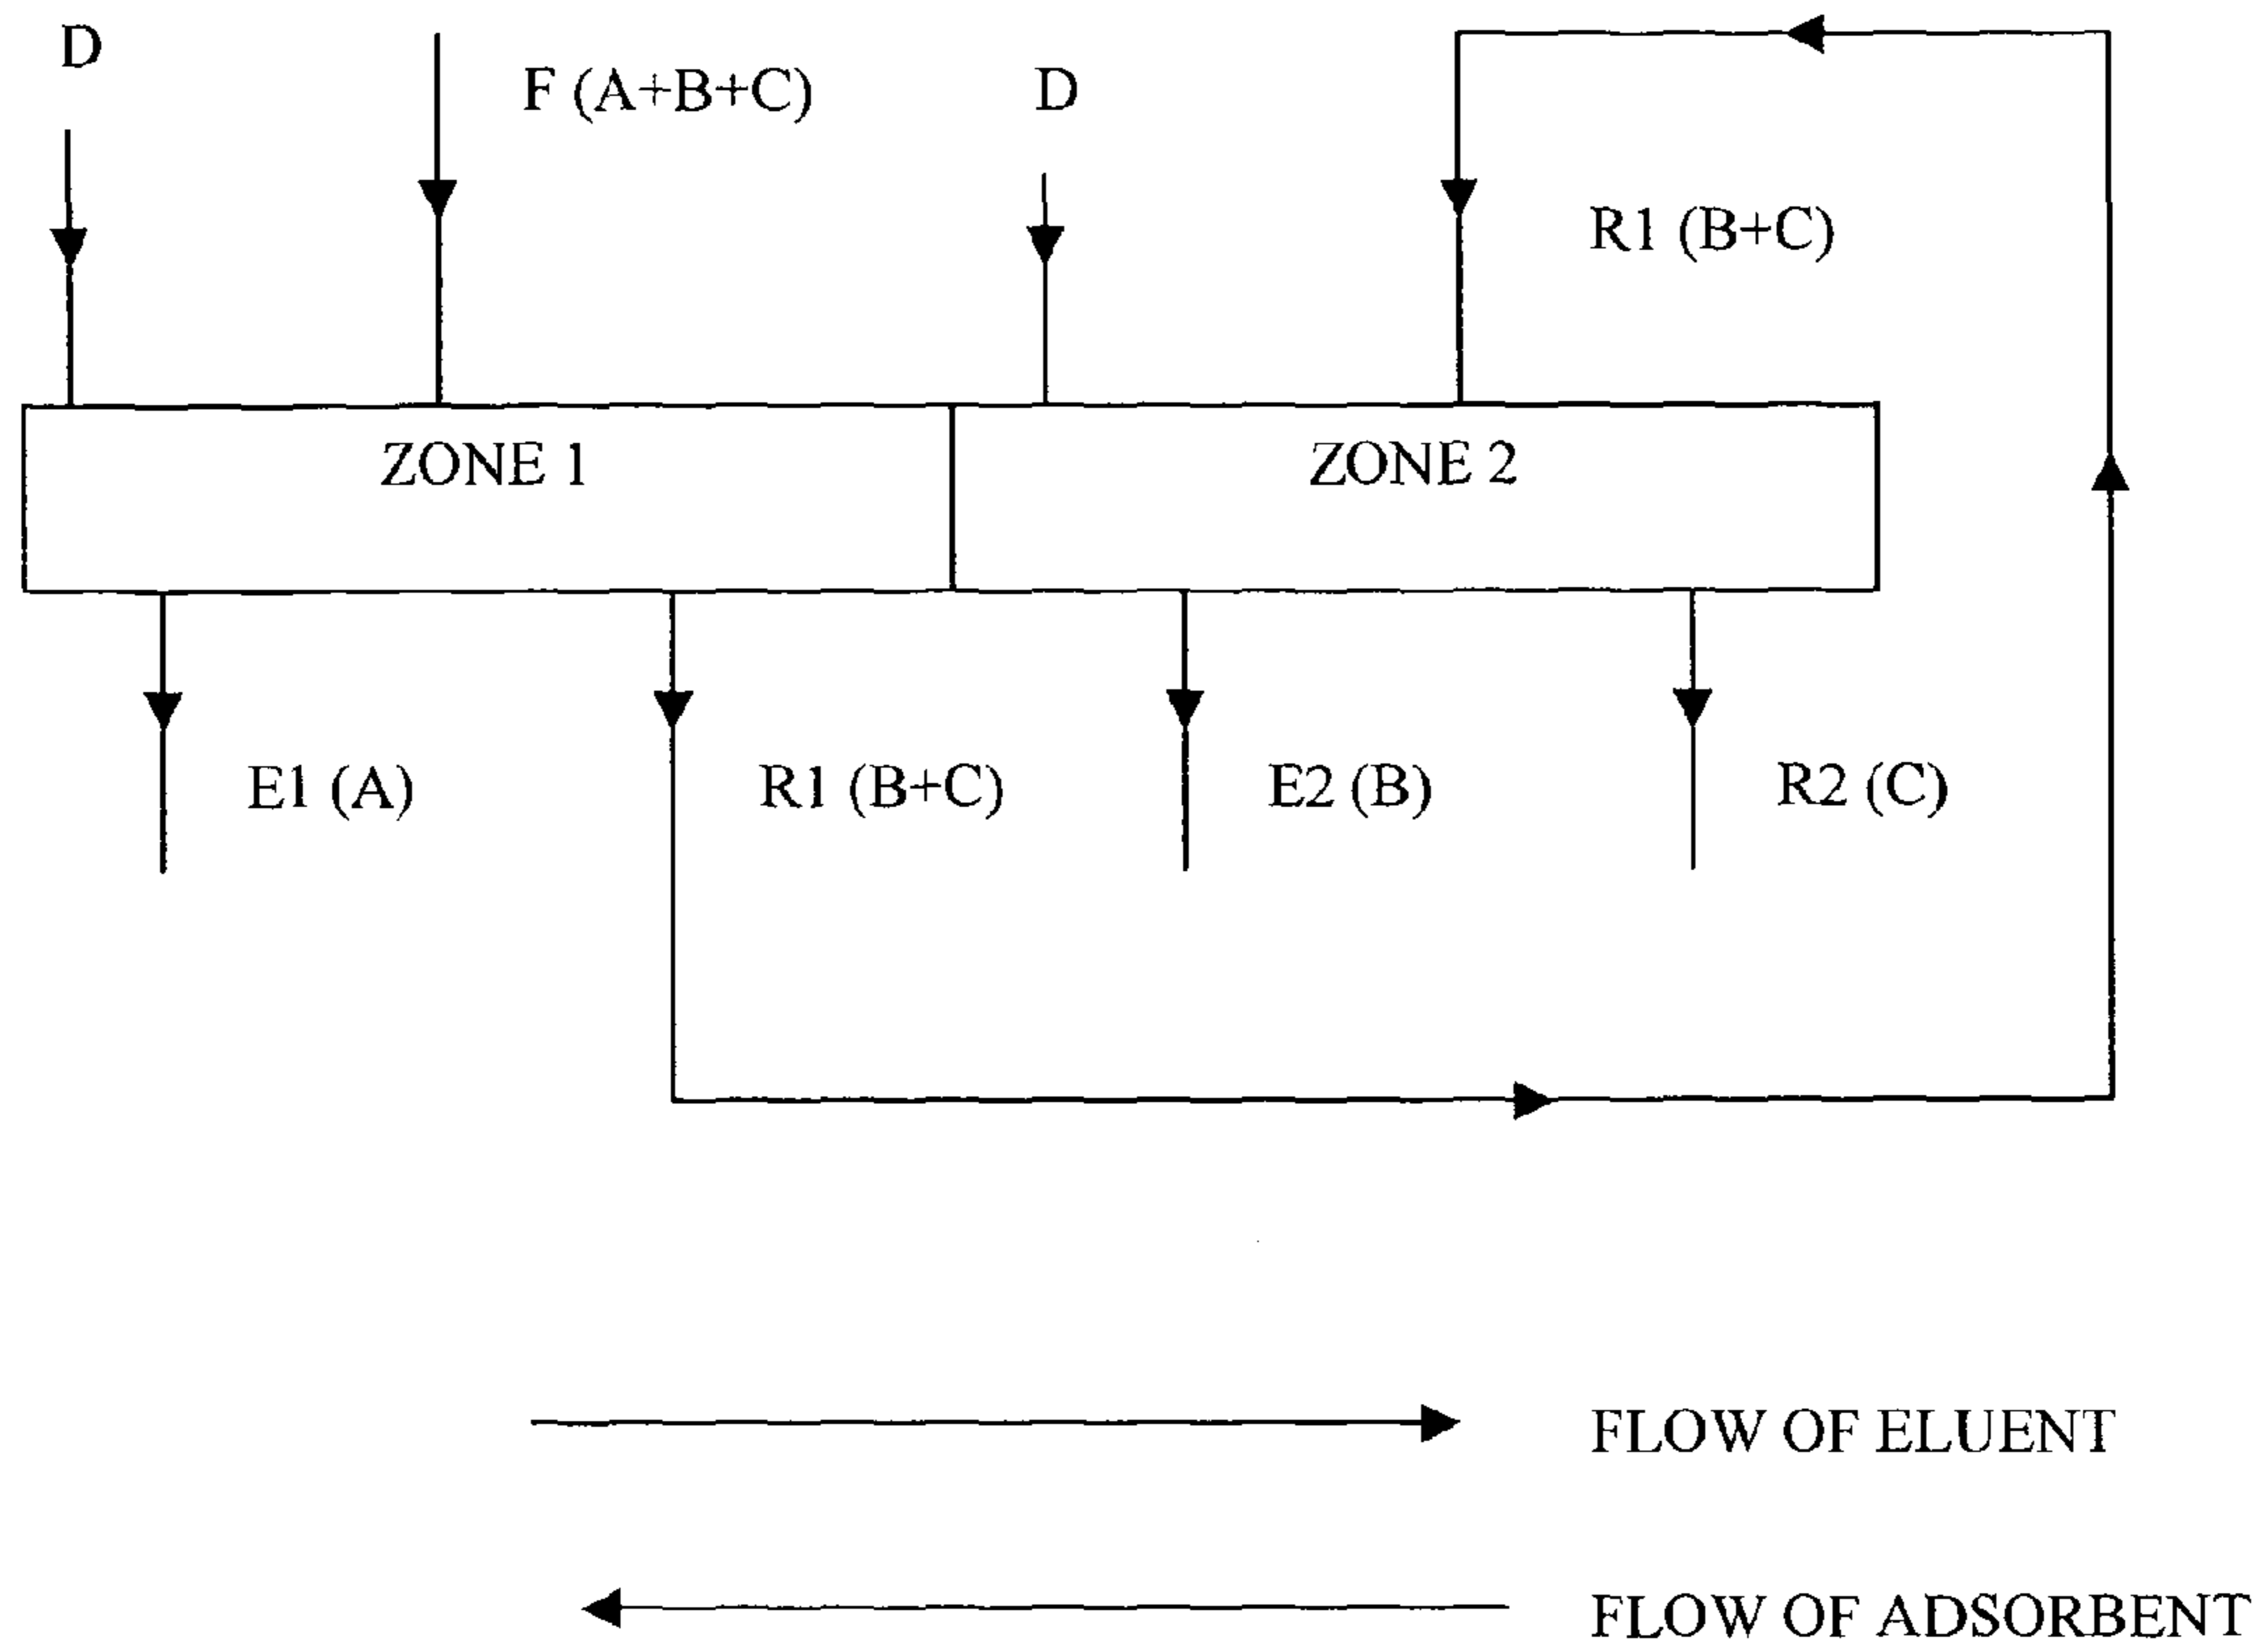 D
F (A+B+C)
D
R1 (B+C)
ZONE 1
ZONE 2
E1 (A)
R1 (B+C)
E2 (B)
R2 (C)
FLOW OF ELUENT
FLOW OF ADSORBENT